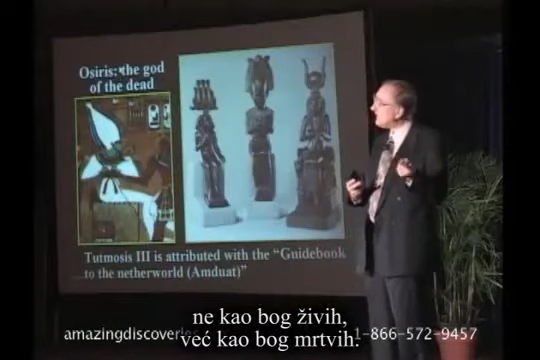 Osiris: the god
of the dead
Tutmosis III is attributed with the "Guidebook
to the netherworld (Amduat)"
ne kao bog živih,
već kao bog mrtvih.
amazingdiscoveries
1-866-572-9457